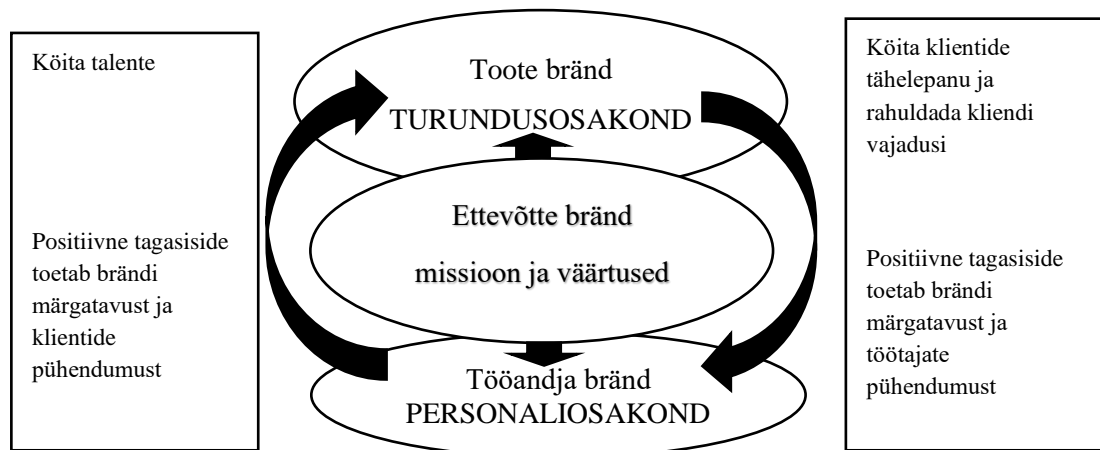 Köita talente
Positiivne tagasiside
toetab brändi
märgatavust ja
klientide
pühendumust
Toote bränd
TURUNDUSOSAKOND
Ettevõtte bränd
missioon ja väärtused
Tööandja bränd
PERSONALIOSAKOND
Köita klientide
tähelepanu ja
rahuldada kliendi
vajadusi
Positiivne tagasiside
toetab brändi
märgatavust ja
töötajate
pühendumust